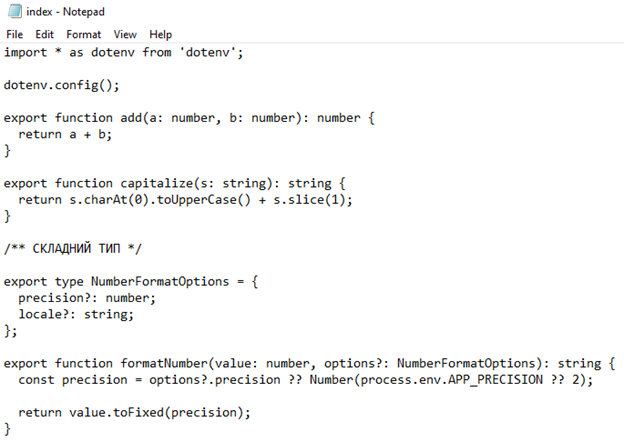 index - Notepad
File Edit Format View Help
import * as dotenv from 'dotenv';

dotenv.config();

export function add(a: number, b: number): number {
  return a + b;
}

export function capitalize(s: string): string {
  return s.charAt(0).toUpperCase() + s.slice(1);
}

/** СКЛАДНИЙ ТИП */

export type NumberFormatOptions = {
  precision?: number;
  locale?: string;
};

export function formatNumber(value: number, options?: NumberFormatOptions): string {
  const precision = options?.precision ?? Number(process.env.APP_PRECISION ?? 2);

  return value.toFixed(precision);
}